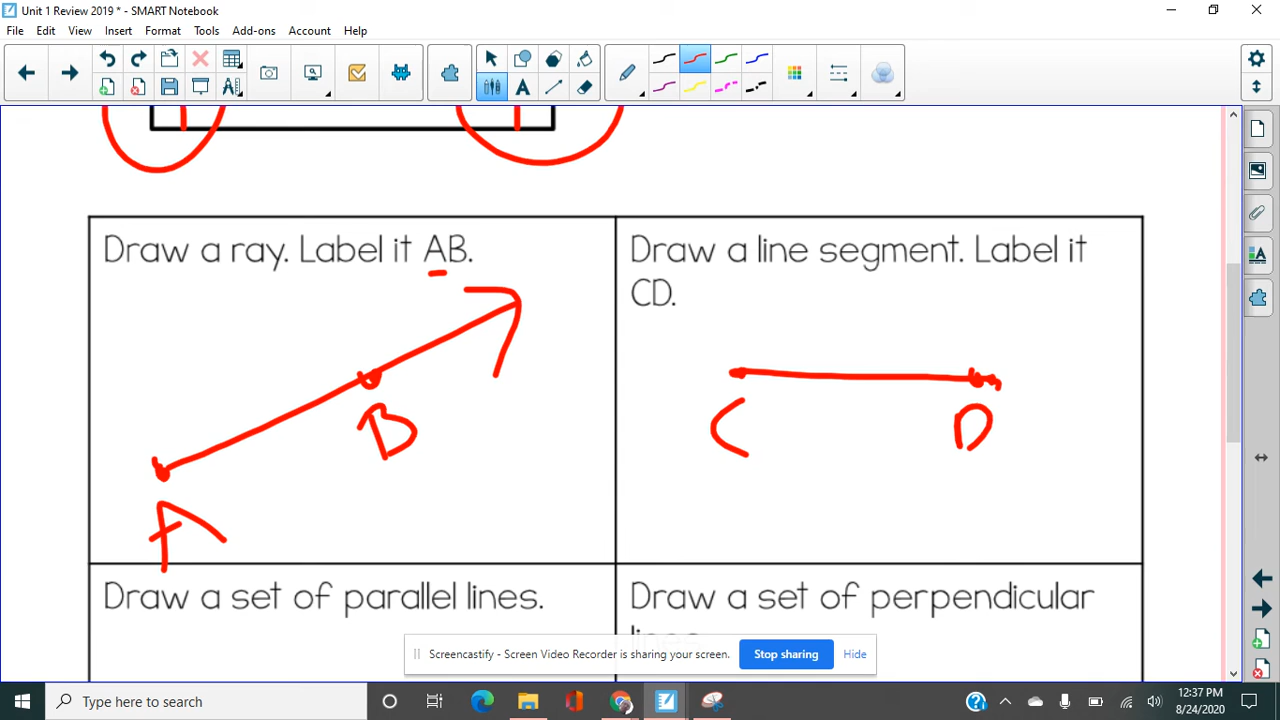 Unit 1 Review 2019 * - SMART Notebook
File Edit View Insert Format Tools Add-ons Account Help
Draw a ray. Label it AB.
Draw a line segment. Label it
CD.
B
A
C
D
Draw a set of parallel lines.
Draw a set of perpendicular
Screencastify - Screen Video Recorder is sharing your screen. Stop sharing Hide
Type here to search
12:37 PM
8/24/2020